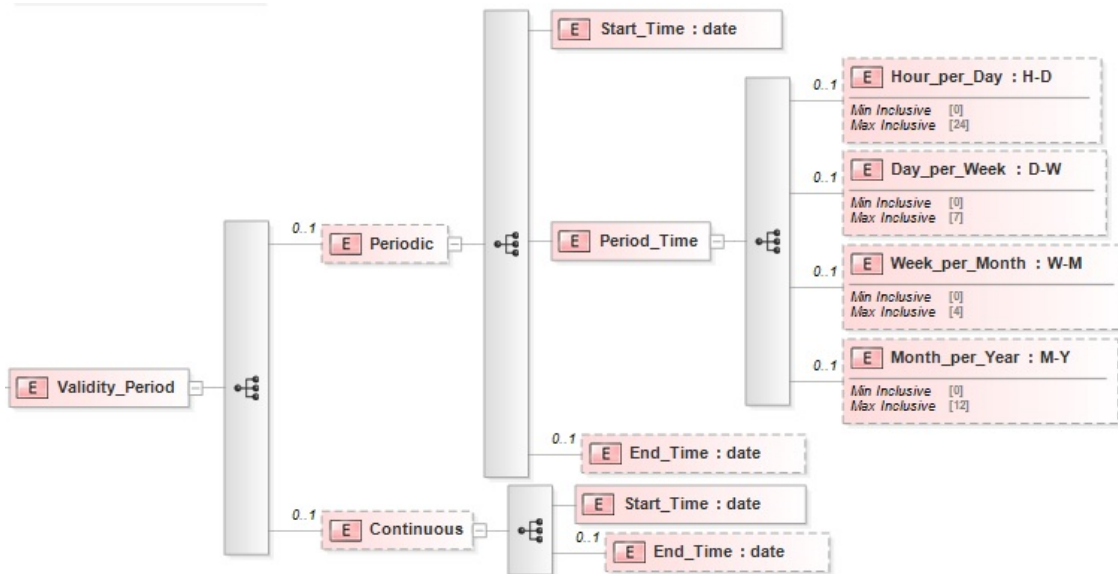 E Start_Time : date
0..1 E Hour_per_Day : H-D
Min Inclusive [0]
Max Inclusive [24]
0..1 E Day_per_Week : D-W
Min Inclusive [0]
Max Inclusive [7]
0..1 E Periodic
E Period_Time
0..1 E Week_per_Month : W-M
Min Inclusive [0]
Max Inclusive [4]
0..1 E Month_per_Year : M-Y
Min Inclusive [0]
Max Inclusive [12]
E Validity_Period
0..1 E End_Time : date
0..1 E Continuous
E Start_Time : date
0..1 E End_Time : date